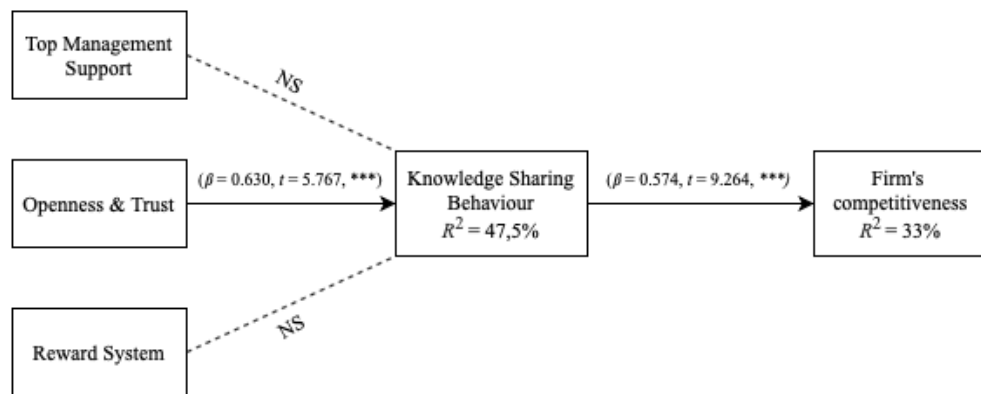 Top Management
Support
NS
Openness & Trust
(β = 0.630, t = 5.767, ***)
Knowledge Sharing
Behaviour
R² = 47,5%
(β = 0.574, t = 9.264, ***)
Firm's
competitiveness
R² = 33%
NS
Reward System